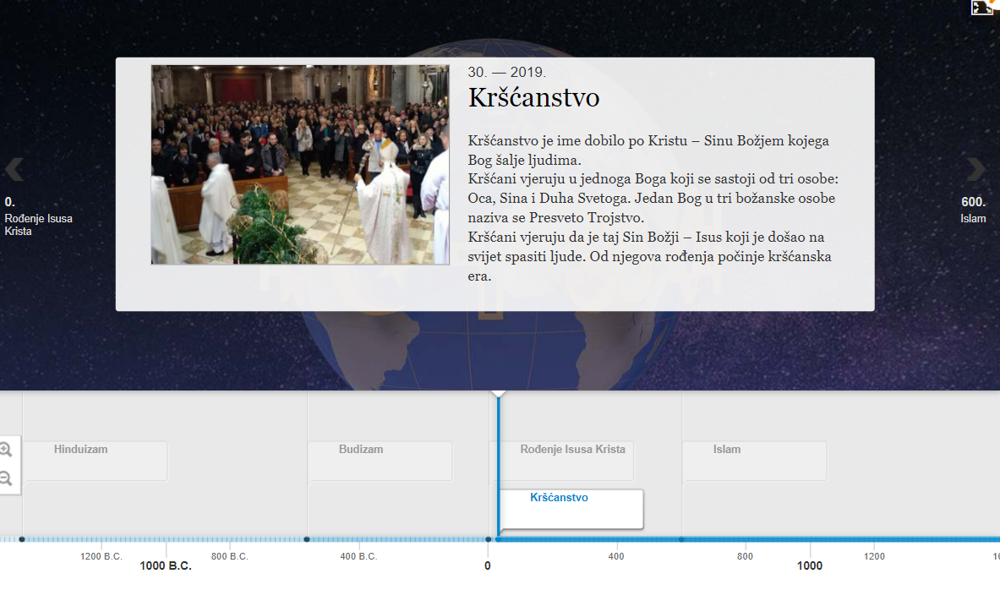 30. — 2019.
Kršćanstvo
Kršćanstvo je ime dobilo po Kristu – Sinu Božjem kojega
Bog šalje ljudima.
Kršćani vjeruju u jednoga Boga koji se sastoji od tri osobe:
Oca, Sina i Duha Svetoga. Jedan Bog u tri božanske osobe
naziva se Presveto Trojstvo.
Kršćani vjeruju da je taj Sin Božji – Isus koji je došao na
svijet spasiti ljude. Od njegova rođenja počinje kršćanska
era.
0.
Rođenje Isusa
Krista
600.
Islam
Hinduizam
Budizam
Rođenje Isusa Krista
Islam
Kršćanstvo
1200 B.C.
1000 B.C.
800 B.C.
400 B.C.
0
400
800
1000
1200